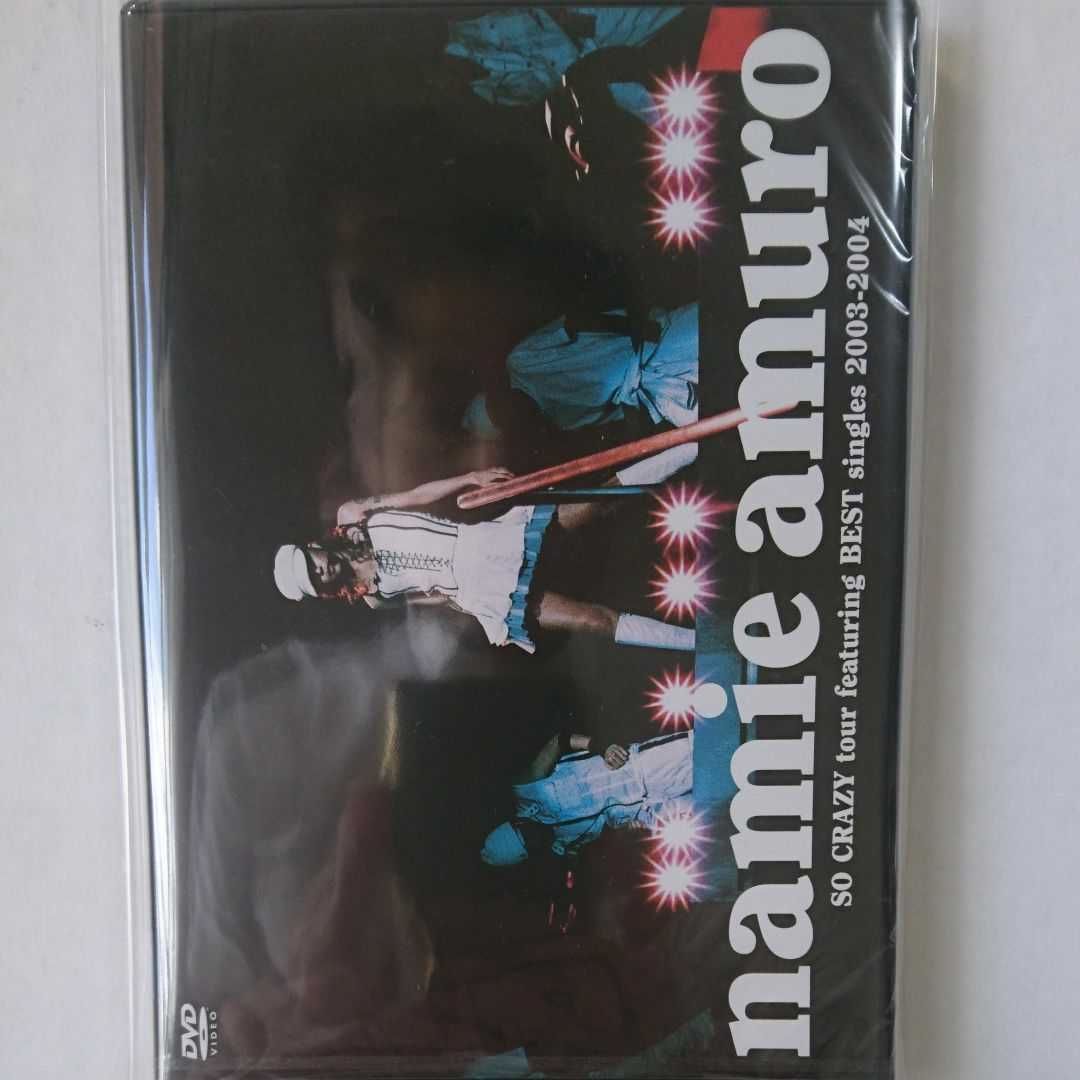 DVD
VIDEO
namie amuro
SO CRAZY tour featuring BEST singles 2003-2004